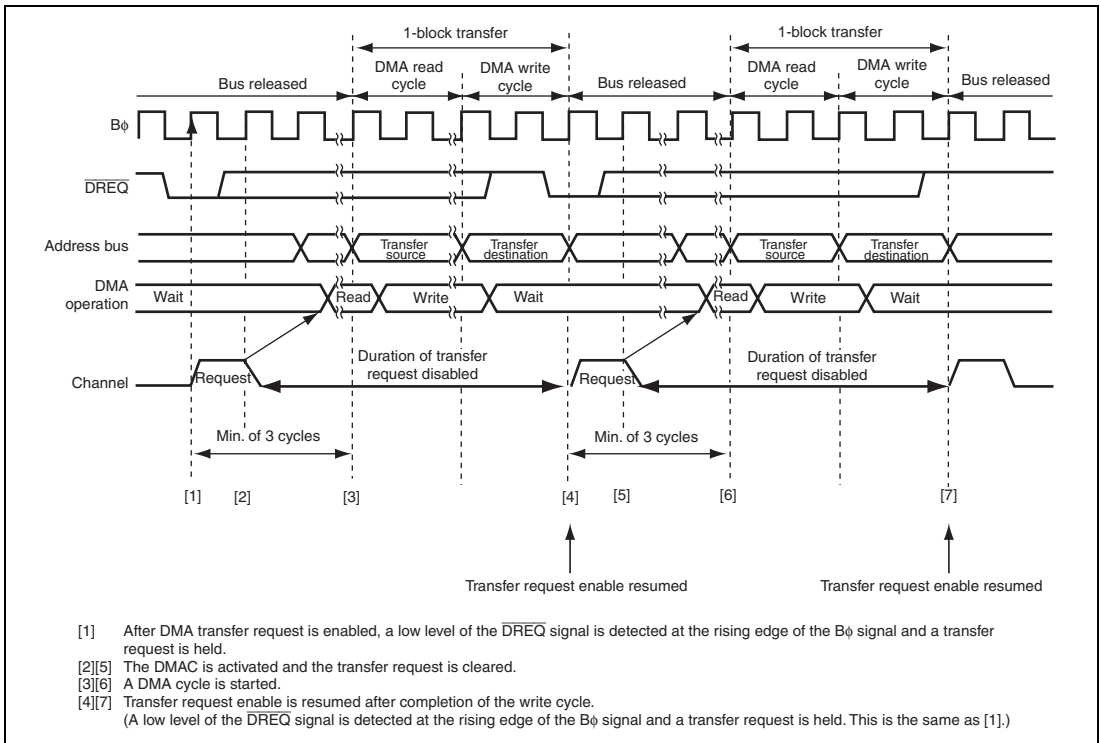 1-block transfer 1-block transfer
Bus released DMA read cycle DMA write cycle Bus released DMA read cycle DMA write cycle Bus released
Bφ
DREQ
Address bus Transfer source Transfer destination Transfer source Transfer destination
DMA operation Wait Read Write Wait Read Write Wait
Channel Request Duration of transfer request disabled Request Duration of transfer request disabled
Min. of 3 cycles Min. of 3 cycles
[1] [2] [3] [4] [5] [6] [7]
Transfer request enable resumed Transfer request enable resumed
[1] After DMA transfer request is enabled, a low level of the DREQ signal is detected at the rising edge of the Bφ signal and a transfer
request is held.
[2][5] The DMAC is activated and the transfer request is cleared.
[3][6] A DMA cycle is started.
[4][7] Transfer request enable is resumed after completion of the write cycle.
(A low level of the DREQ signal is detected at the rising edge of the Bφ signal and a transfer request is held. This is the same as [1].)